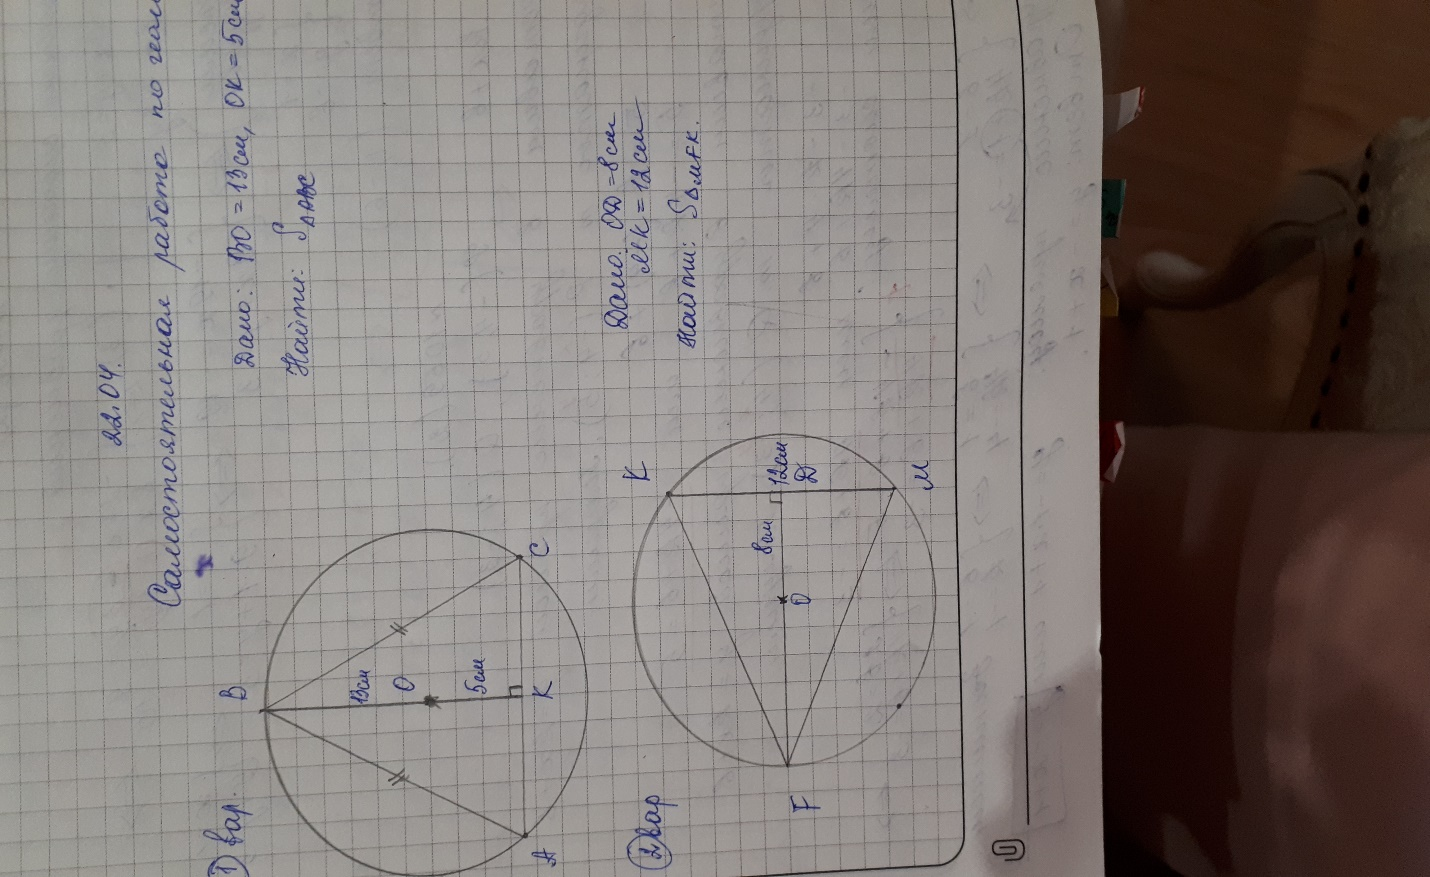 22.04.
Самостоятельная работа по геом
1 вар.
Дано: BO = 13см, OK = 5см
Найти: S△ABC
B
13см
O
5см
K
A
C
2 вар
Дано: OD = 8см
MK = 12см
Найти: S△MFK.
K
8см
12см
O
D
F
M